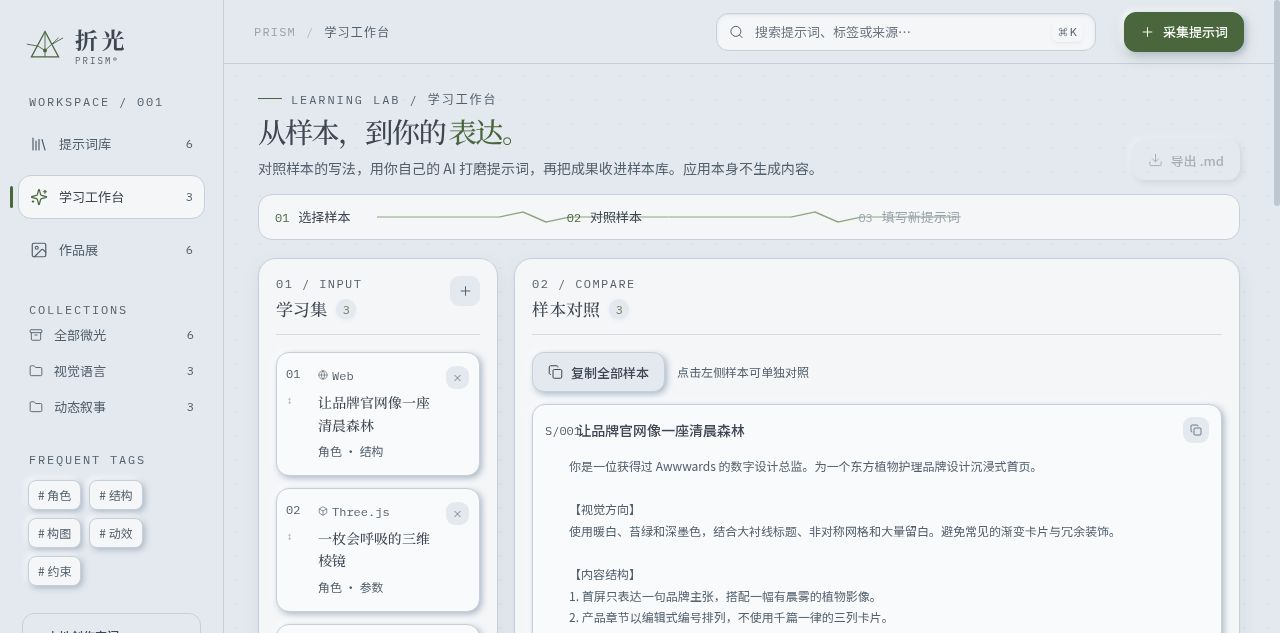 折光
PRISM°
WORKSPACE / 001
提示词库 6
学习工作台 3
作品展 6
COLLECTIONS
全部微光 6
视觉语言 3
动态叙事 3
FREQUENT TAGS
# 角色
# 结构
# 构图
# 动效
# 约束
PRISM / 学习工作台
搜索提示词、标签或来源…
⌘K
采集提示词
LEARNING LAB / 学习工作台
从样本，到你的表达。
对照样本的写法，用你自己的 AI 打磨提示词，再把成果收进样本库。应用本身不生成内容。
导出 .md
01 选择样本
02 对照样本
03 填写新提示词
01 / INPUT
学习集 3
01
Web
让品牌官网像一座
清晨森林
角色 · 结构
02
Three.js
一枚会呼吸的三维
棱镜
角色 · 参数
02 / COMPARE
样本对照 3
复制全部样本
点击左侧样本可单独对照
S/001 让品牌官网像一座清晨森林
你是一位获得过 Awwwards 的数字设计总监。为一个东方植物护理品牌设计沉浸式首页。
【视觉方向】
使用暖白、苔绿和深墨色，结合大衬线标题、非对称网格和大量留白。避免常见的渐变卡片与冗余装饰。
【内容结构】
1. 首屏只表达一句品牌主张，搭配一幅有晨雾的植物影像。
2. 产品章节以编辑式编号排列，不使用千篇一律的三列卡片。